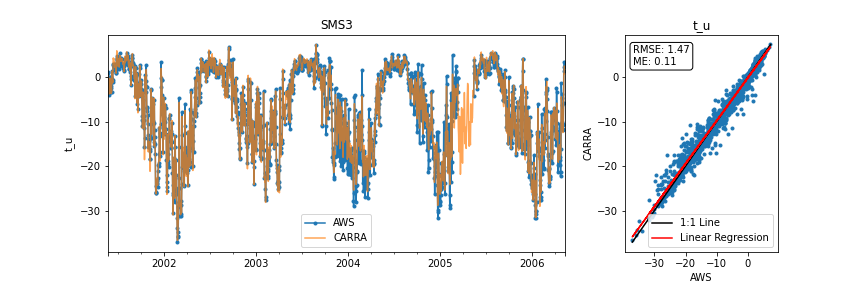 SMS3
t_u
0
−10
−20
−30
2002
2003
2004
2005
2006
AWS
CARRA
t_u
t_u
RMSE: 1.47
ME: 0.11
0
−10
−20
−30
CARRA
1:1 Line
Linear Regression
−30
−20
−10
0
AWS